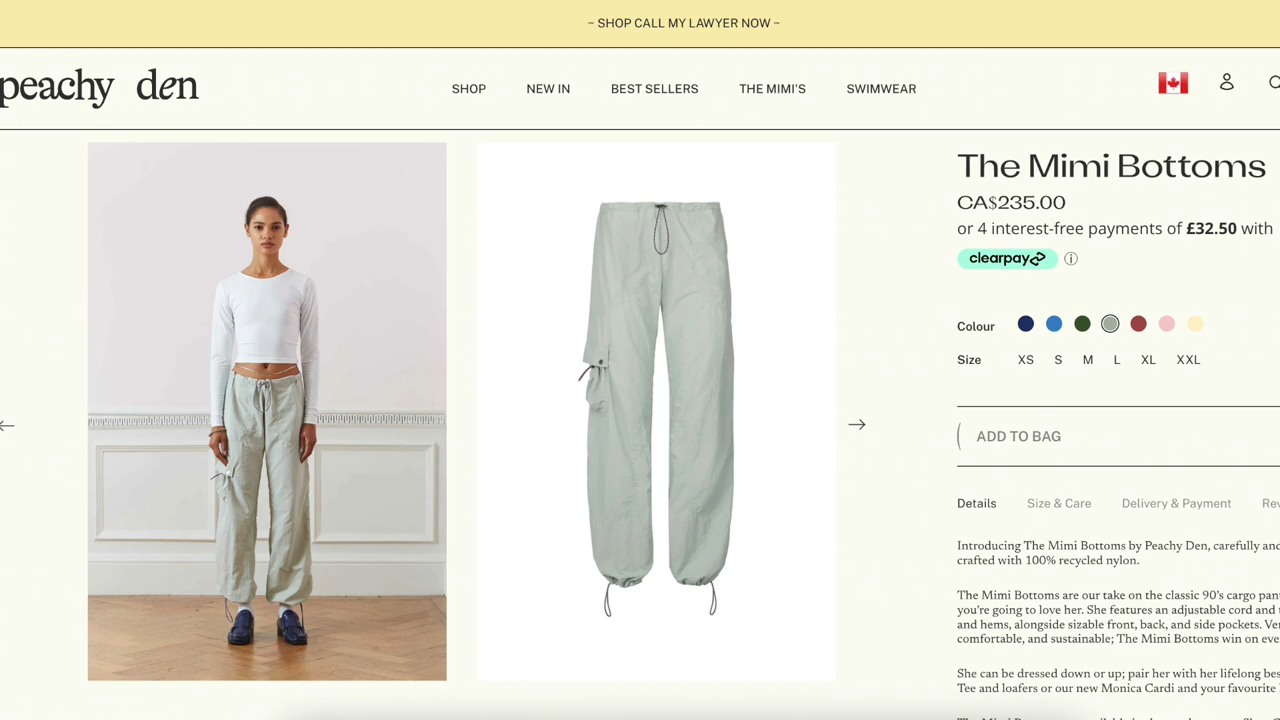 ~ SHOP CALL MY LAWYER NOW ~
peachy den
SHOP NEW IN BEST SELLERS THE MIMI'S SWIMWEAR
The Mimi Bottoms
CA$235.00
or 4 interest-free payments of £32.50 with
clearpay
Colour
Size XS S M L XL XXL
ADD TO BAG
Details Size & Care Delivery & Payment
Introducing The Mimi Bottoms by Peachy Den, carefully and
crafted with 100% recycled nylon.
The Mimi Bottoms are our take on the classic 90's cargo
you're going to love her. She features an adjustable cord and
and hems, alongside sizable front, back, and side pockets.
comfortable, and sustainable; The Mimi Bottoms win on
She can be dressed down or up; pair her with her lifelong
Tee and loafers or our new Monica Cardi and your favourite